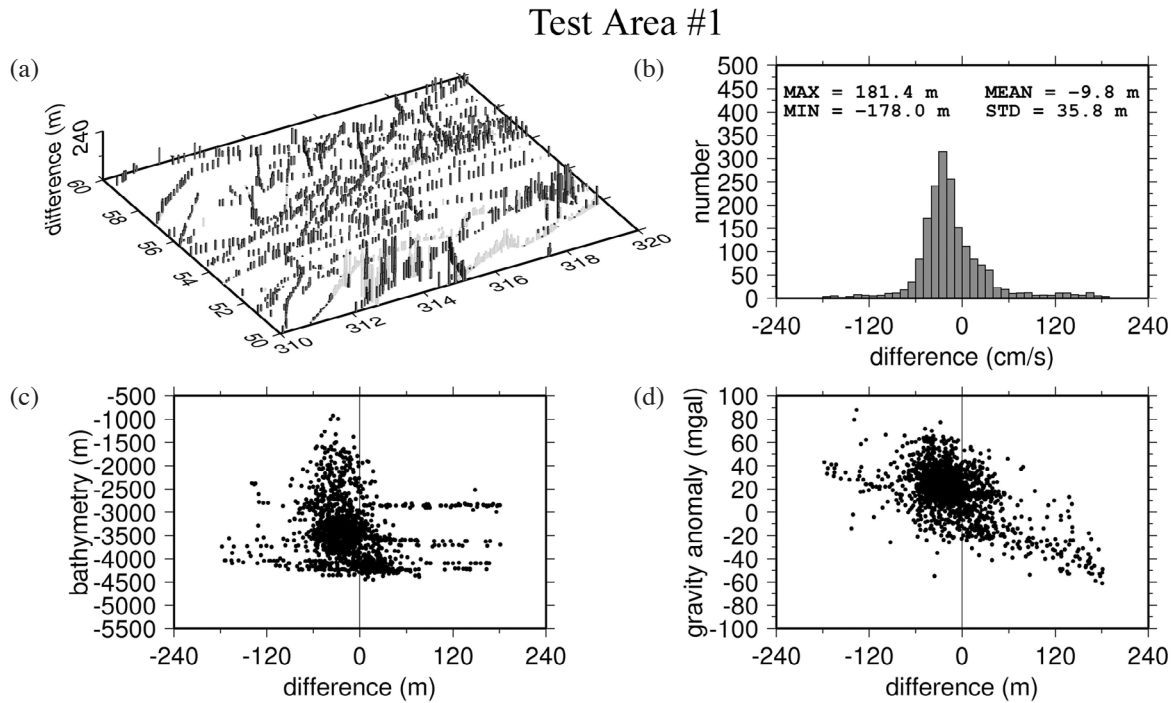 Test Area #1
(a)
difference (m)
240
60
58
56
54
52
50
310
312
314
316
318
320
(b)
number
500
450
400
350
300
250
200
150
100
50
0
MAX = 181.4 m MEAN = -9.8 m
MIN = -178.0 m STD = 35.8 m
-240 -120 0 120 240
difference (cm/s)
(c)
bathymetry (m)
-500
-1000
-1500
-2000
-2500
-3000
-3500
-4000
-4500
-5000
-5500
-240 -120 0 120 240
difference (m)
(d)
gravity anomaly (mgal)
100
80
60
40
20
0
-20
-40
-60
-80
-100
-240 -120 0 120 240
difference (m)